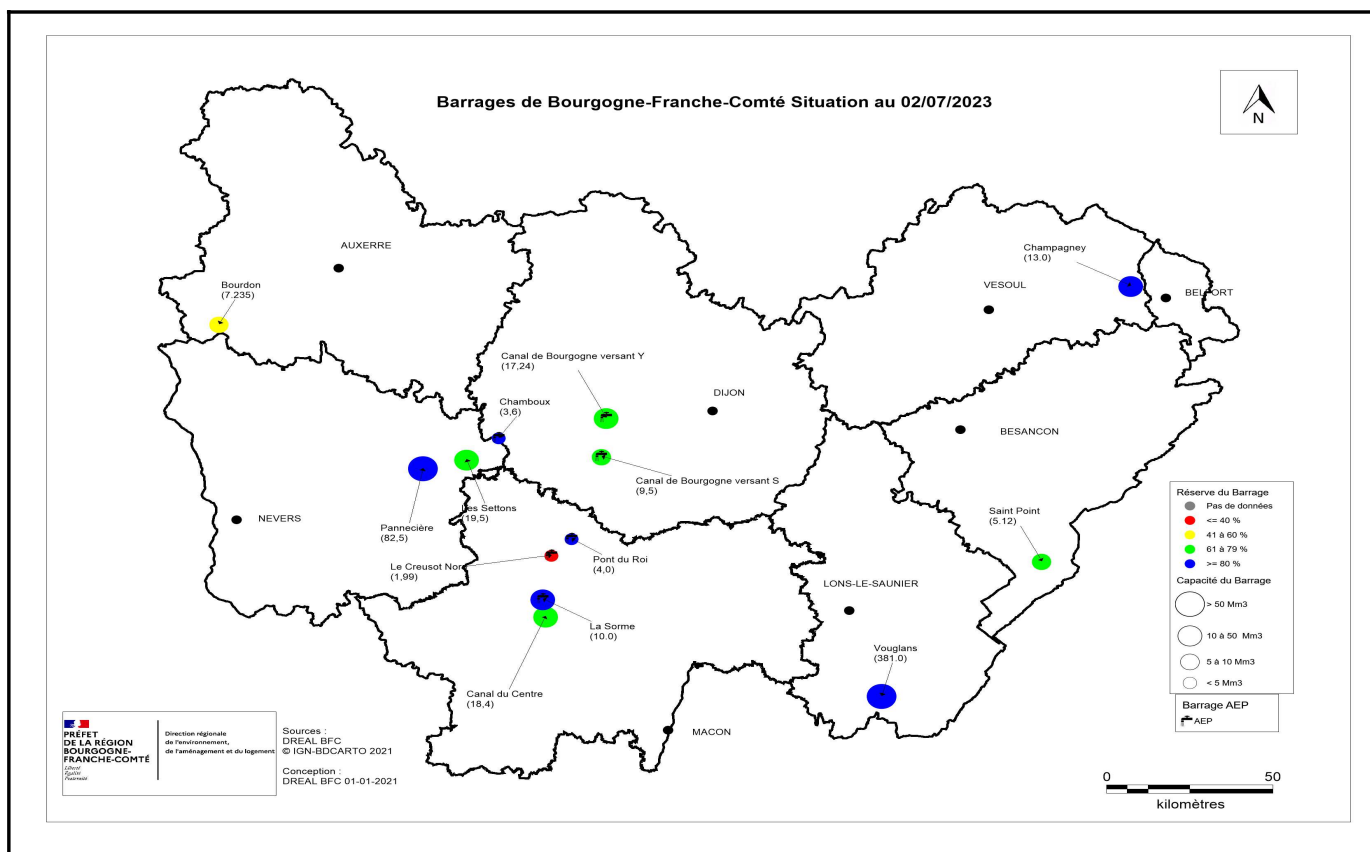 Barrages de Bourgogne-Franche-Comté Situation au 02/07/2023
N
AUXERRE
Bourdon
(7.235)
Champagney
(13.0)
VESOUL
BELFORT
Canal de Bourgogne versant Y
(17,24)
DIJON
Chamboux
(3,6)
BESANCON
Canal de Bourgogne versant S
(9,5)
Les Settons
(19,5)
NEVERS
Pannecière
(82,5)
Saint Point
(5.12)
Le Creusot Nord
(1,99)
Pont du Roi
(4,0)
LONS-LE-SAUNIER
La Sorme
(10.0)
Vouglans
(381.0)
Canal du Centre
(18,4)
MACON
Réserve du Barrage
Pas de données
<= 40 %
41 à 60 %
61 à 79 %
>= 80 %
Capacité du Barrage
> 50 Mm3
10 à 50 Mm3
5 à 10 Mm3
< 5 Mm3
Barrage AEP
AEP
PRÉFET
DE LA RÉGION
BOURGOGNE-
FRANCHE-COMTÉ
Liberté
Égalité
Fraternité
Direction régionale
de l'environnement,
de l'aménagement et du logement
Sources :
DREAL BFC
© IGN-BDCARTO 2021
Conception :
DREAL BFC 01-01-2021
0 50
kilomètres